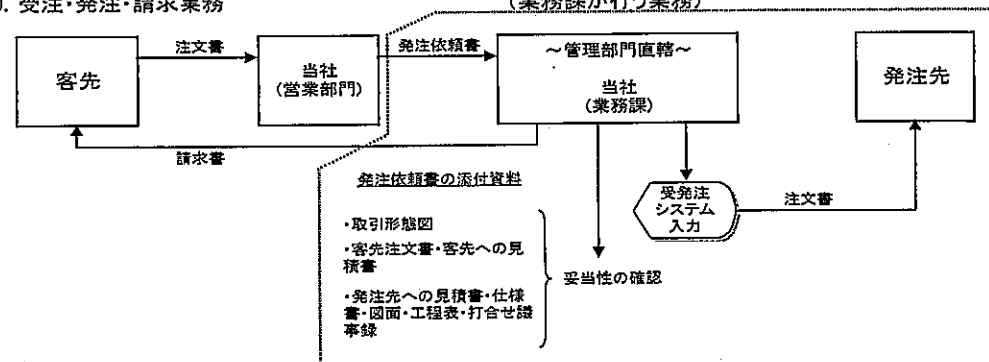 受注・発注・請求業務
(業務課が行う業務)
客先
注文書
当社
(営業部門)
発注依頼書
～管理部門直轄～
当社
(業務課)
発注先
請求書
発注依頼書の添付資料
・取引形態図
・客先注文書・客先への見
積書
・発注先への見積書・仕様
書・図面・工程表・打合せ議
事録
妥当性の確認
受発注
システム
入力
注文書